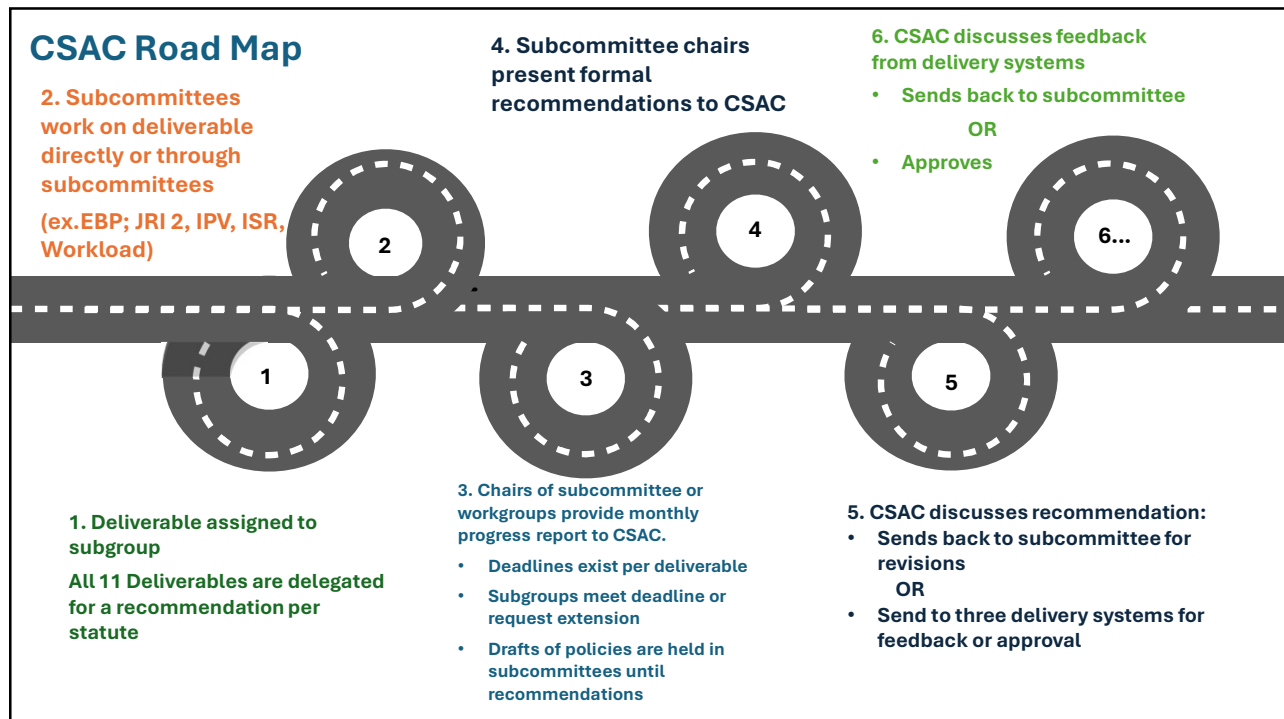 CSAC Road Map
2. Subcommittees
work on deliverable
directly or through
subcommittees
(ex.EBP; JRI 2, IPV, ISR,
Workload)
4. Subcommittee chairs
present formal
recommendations to CSAC
6. CSAC discusses feedback
from delivery systems
• Sends back to subcommittee
OR
• Approves
2
4
6...
1
3
5
1. Deliverable assigned to
subgroup
All 11 Deliverables are delegated
for a recommendation per
statute
3. Chairs of subcommittee or
workgroups provide monthly
progress report to CSAC.
• Deadlines exist per deliverable
• Subgroups meet deadline or
request extension
• Drafts of policies are held in
subcommittees until
recommendations
5. CSAC discusses recommendation:
• Sends back to subcommittee for
revisions
OR
• Send to three delivery systems for
feedback or approval